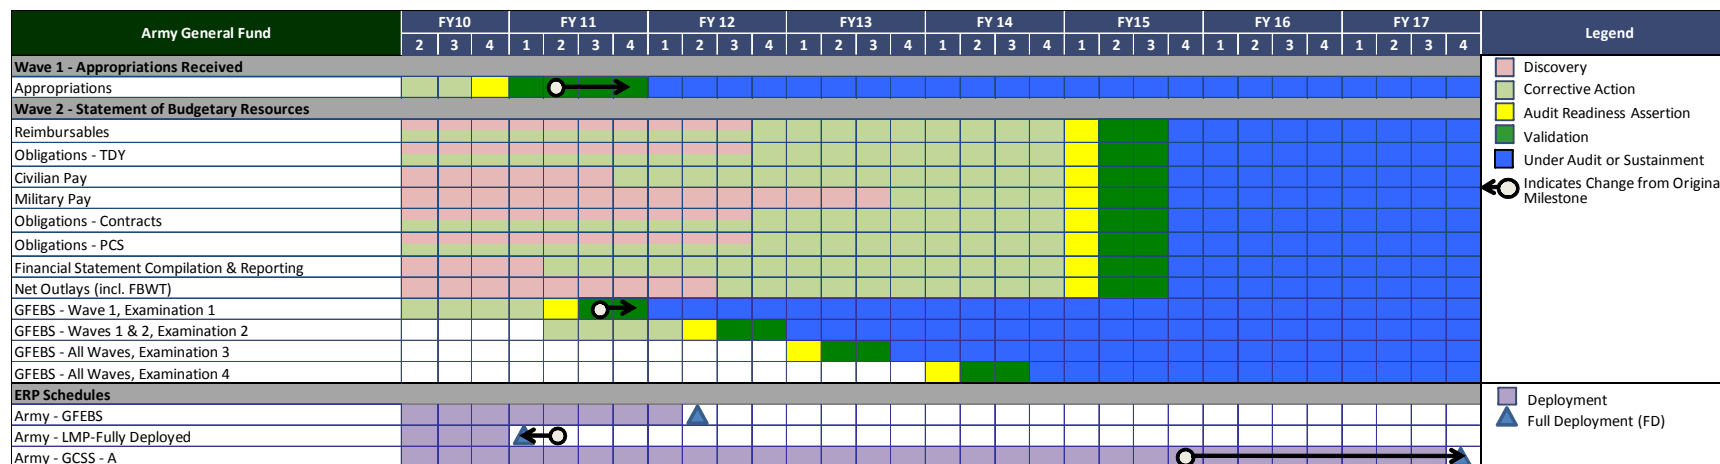 Army General Fund FY10 FY 11 FY 12 FY13 FY 14 FY15 FY 16 FY 17 Legend
2 3 4 1 2 3 4 1 2 3 4 1 2 3 4 1 2 3 4 1 2 3 4 1 2 3 4 1 2 3 4
Wave 1 - Appropriations Received
Appropriations
Wave 2 - Statement of Budgetary Resources
Reimbursables
Obligations - TDY
Civilian Pay
Military Pay
Obligations - Contracts
Obligations - PCS
Financial Statement Compilation & Reporting
Net Outlays (incl. FBWT)
GFEBS - Wave 1, Examination 1
GFEBS - Waves 1 & 2, Examination 2
GFEBS - All Waves, Examination 3
GFEBS - All Waves, Examination 4
ERP Schedules
Army - GFEBS
Army - LMP-Fully Deployed
Army - GCSS - A
Discovery
Corrective Action
Audit Readiness Assertion
Validation
Under Audit or Sustainment
Indicates Change from Origina
Milestone
Deployment
Full Deployment (FD)